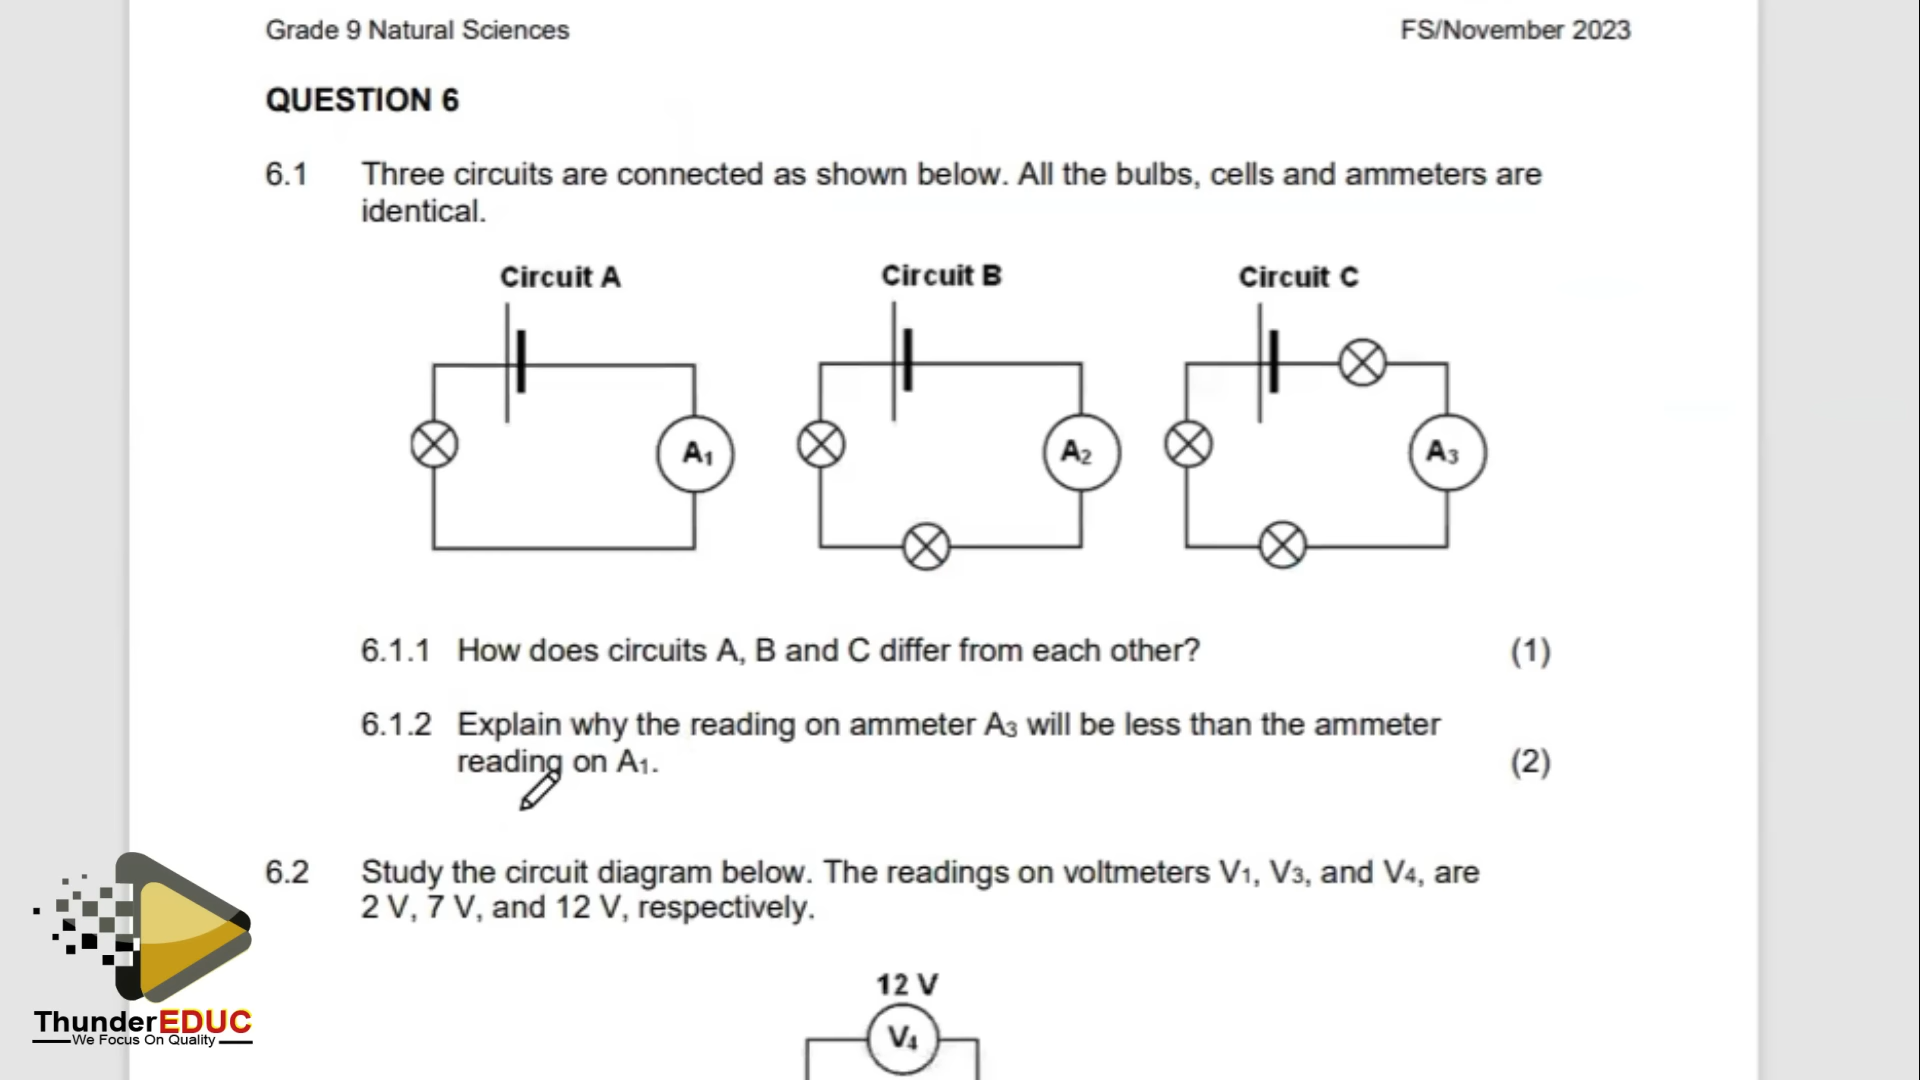 Grade 9 Natural Sciences
FS/November 2023
QUESTION 6
6.1 Three circuits are connected as shown below. All the bulbs, cells and ammeters are
identical.
Circuit A
Circuit B
Circuit C
A₁
A₂
A₃
6.1.1 How does circuits A, B and C differ from each other? (1)
6.1.2 Explain why the reading on ammeter A₃ will be less than the ammeter
reading on A₁. (2)
6.2 Study the circuit diagram below. The readings on voltmeters V₁, V₃, and V₄, are
2 V, 7 V, and 12 V, respectively.
12 V
V₄
ThunderEDUC
We Focus On Quality